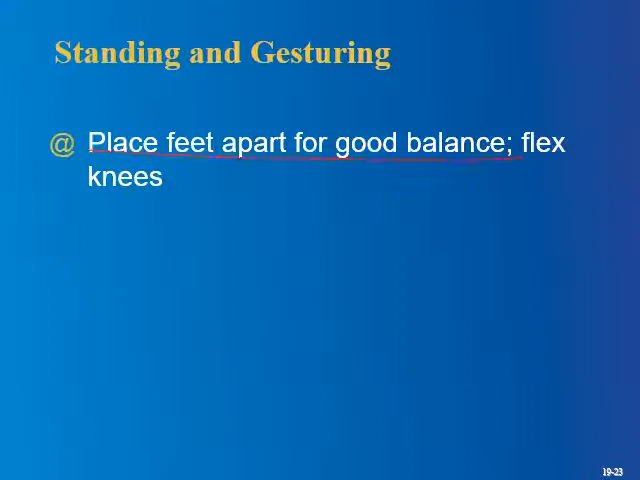 Standing and Gesturing
@ Place feet apart for good balance; flex
knees
19-23